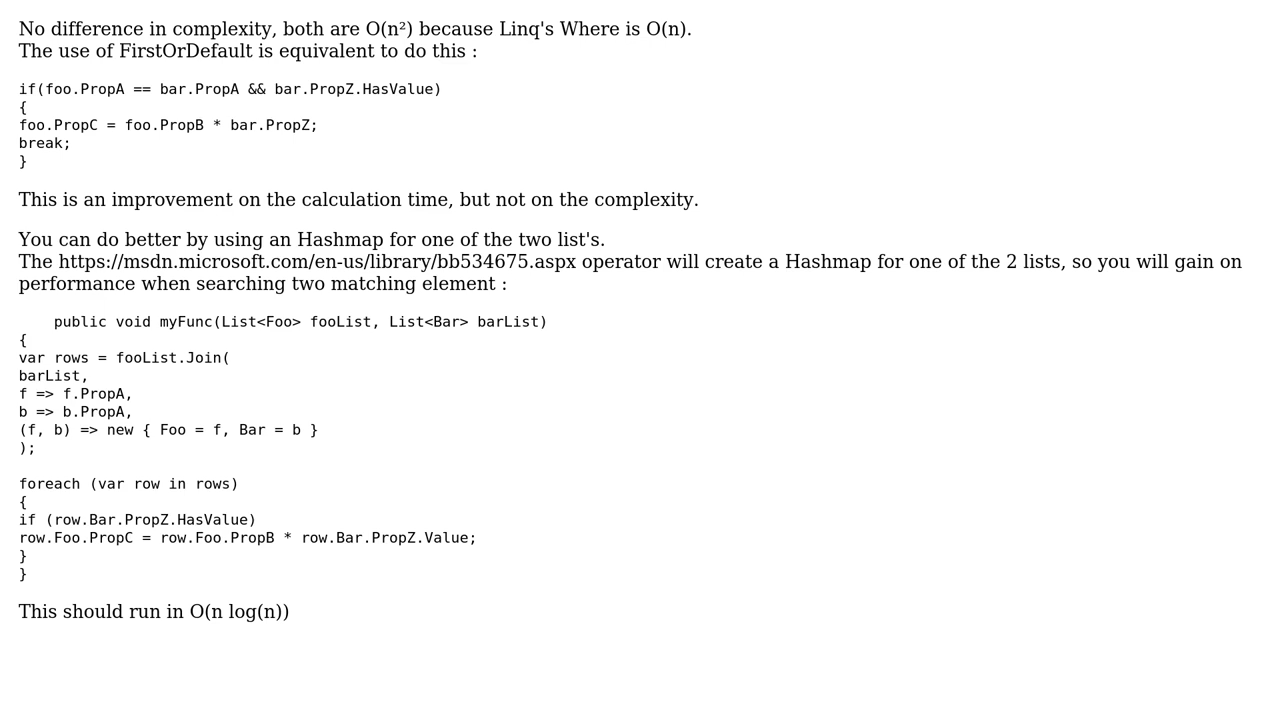 No difference in complexity, both are O(n²) because Linq's Where is O(n).
The use of FirstOrDefault is equivalent to do this :
if(foo.PropA == bar.PropA && bar.PropZ.HasValue)
{
foo.PropC = foo.PropB * bar.PropZ;
break;
}
This is an improvement on the calculation time, but not on the complexity.
You can do better by using an Hashmap for one of the two list's.
The https://msdn.microsoft.com/en-us/library/bb534675.aspx operator will create a Hashmap for one of the 2 lists, so you will gain on
performance when searching two matching element :
    public void myFunc(List<Foo> fooList, List<Bar> barList)
{
var rows = fooList.Join(
barList,
f => f.PropA,
b => b.PropA,
(f, b) => new { Foo = f, Bar = b }
);
foreach (var row in rows)
{
if (row.Bar.PropZ.HasValue)
row.Foo.PropC = row.Foo.PropB * row.Bar.PropZ.Value;
}
}
This should run in O(n log(n))